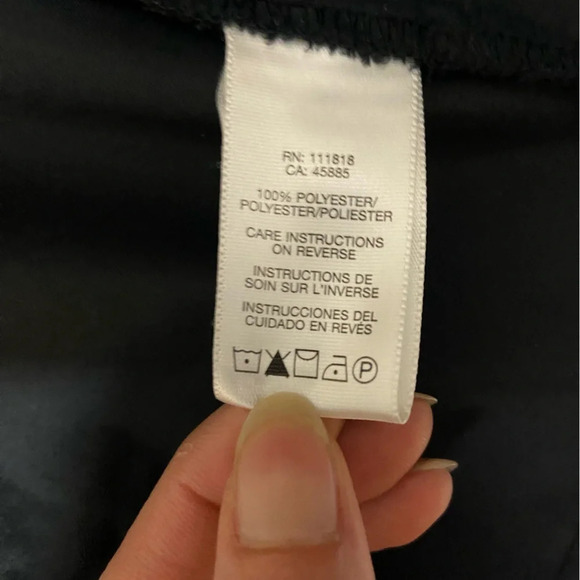 RN: 111818
CA: 45885
100% POLYESTER/
POLYESTER/POLIESTER
CARE INSTRUCTIONS
ON REVERSE
INSTRUCTIONS DE
SOIN SUR L'INVERSE
INSTRUCCIONES DEL
CUIDADO EN REVÉS
P